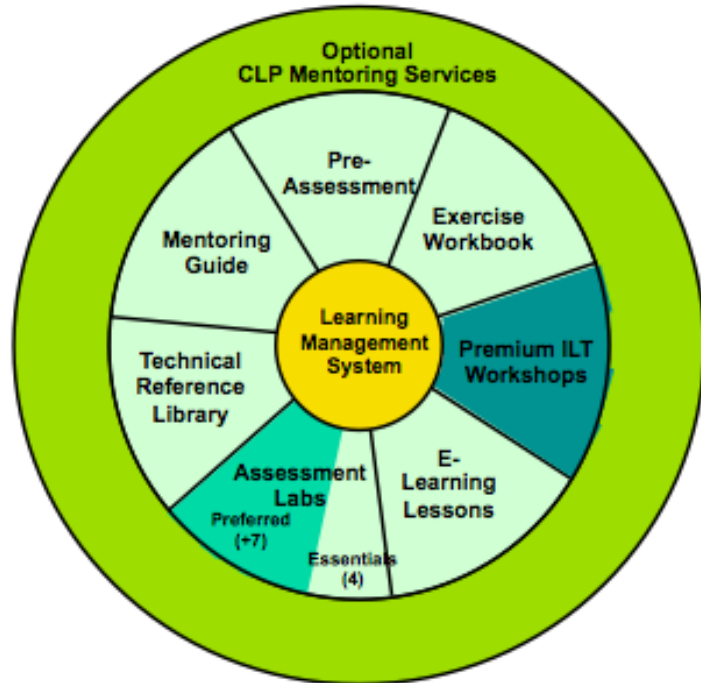 Optional
CLP Mentoring Services
Pre-
Assessment
Exercise
Workbook
Mentoring
Guide
Learning
Management
System
Premium ILT
Workshops
Technical
Reference
Library
E-
Learning
Lessons
Assessment
Labs
Preferred
(+7)
Essentials
(4)